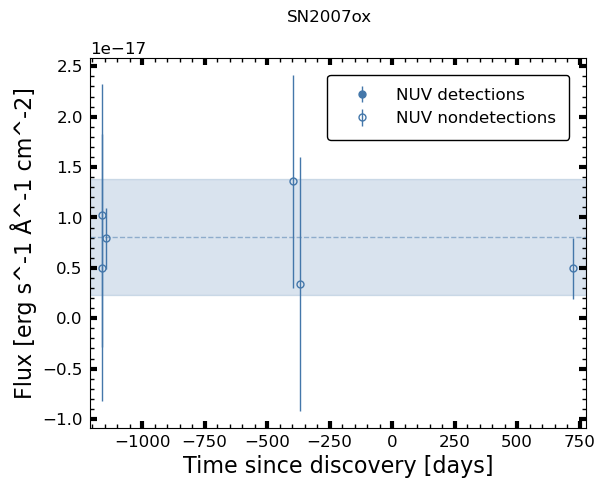 SN2007ox
1e−17
2.5
2.0
1.5
1.0
0.5
0.0
−0.5
−1.0
Flux [erg s^-1 Å^-1 cm^-2]
NUV detections
NUV nondetections
−1000 −750 −500 −250 0 250 500 750
Time since discovery [days]